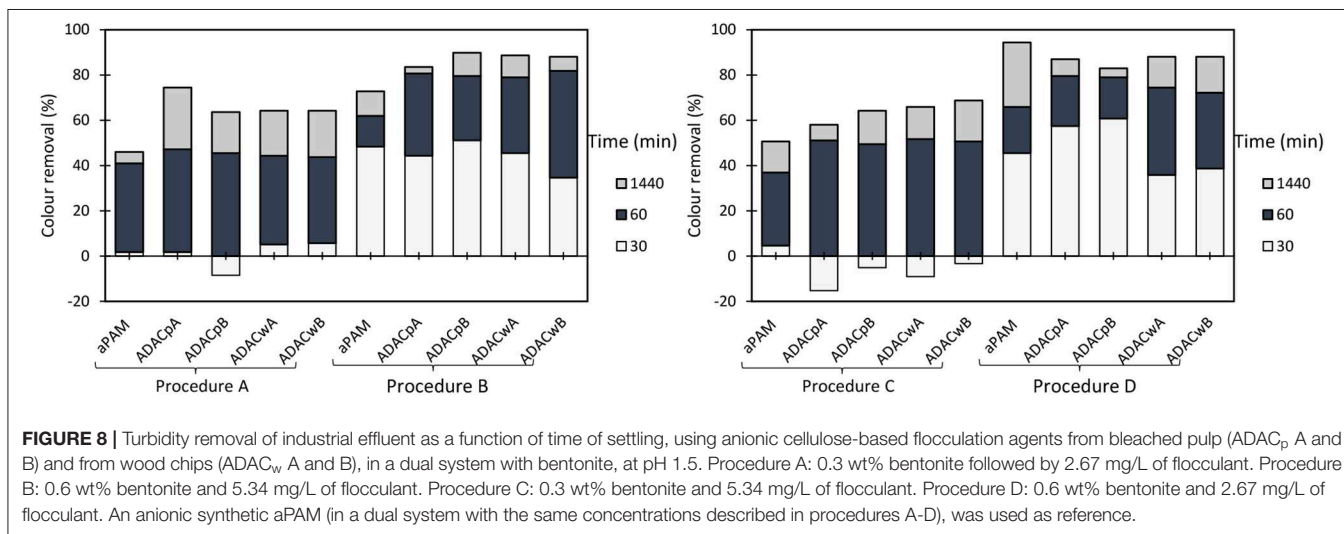 100
80
60
40
20
0
-20
Colour removal (%)
aPAM
ADACpA
ADACpB
ADACwA
ADACwB
aPAM
ADACpA
ADACpB
ADACwA
ADACwB
Procedure A
Procedure B
Time (min)
1440
60
30
100
80
60
40
20
0
-20
Colour removal (%)
aPAM
ADACpA
ADACpB
ADACwA
ADACwB
aPAM
ADACpA
ADACpB
ADACwA
ADACwB
Procedure C
Procedure D
Time (min)
1440
60
30
FIGURE 8 | Turbidity removal of industrial effluent as a function of time of settling, using anionic cellulose-based flocculation agents from bleached pulp (ADACp A and
B) and from wood chips (ADACw A and B), in a dual system with bentonite, at pH 1.5. Procedure A: 0.3 wt% bentonite followed by 2.67 mg/L of flocculant. Procedure
B: 0.6 wt% bentonite and 5.34 mg/L of flocculant. Procedure C: 0.3 wt% bentonite and 5.34 mg/L of flocculant. Procedure D: 0.6 wt% bentonite and 2.67 mg/L of
flocculant. An anionic synthetic aPAM (in a dual system with the same concentrations described in procedures A-D), was used as reference.